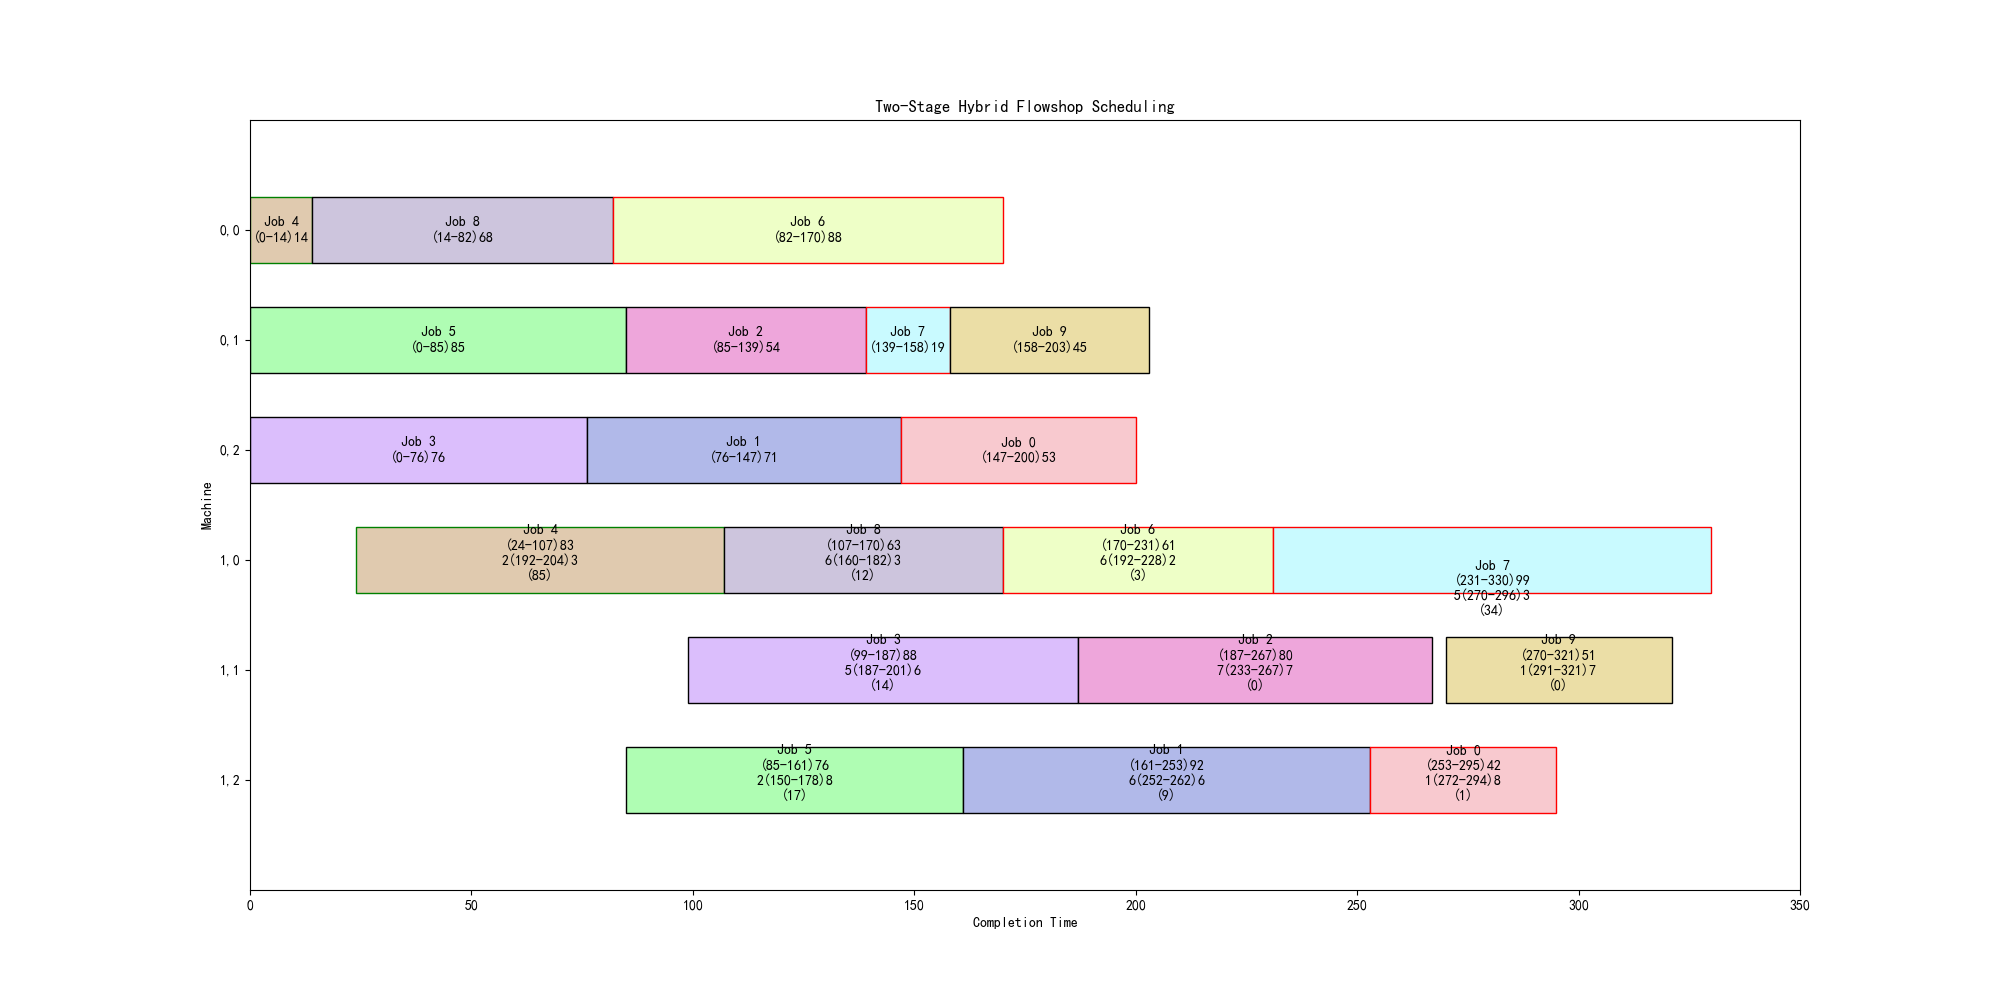 Two-Stage Hybrid Flowshop Scheduling
0,0
Job 4
(0-14)14
Job 8
(14-82)68
Job 6
(82-170)88
0,1
Job 5
(0-85)85
Job 2
(85-139)54
Job 7
(139-158)19
Job 9
(158-203)45
0,2
Job 3
(0-76)76
Job 1
(76-147)71
Job 0
(147-200)53
Machine
1,0
Job 4
(24-107)83
2(192-204)3
(85)
Job 8
(107-170)63
6(160-182)3
(12)
Job 6
(170-231)61
6(192-228)2
(3)
Job 7
(231-330)99
5(270-296)3
(34)
1,1
Job 3
(99-187)88
5(187-201)6
(14)
Job 2
(187-267)80
7(233-267)7
(0)
Job 9
(270-321)51
1(291-321)7
(0)
1,2
Job 5
(85-161)76
2(150-178)8
(17)
Job 1
(161-253)92
6(252-262)6
(9)
Job 0
(253-295)42
1(272-294)8
(1)
0 50 100 150 200 250 300 350
Completion Time